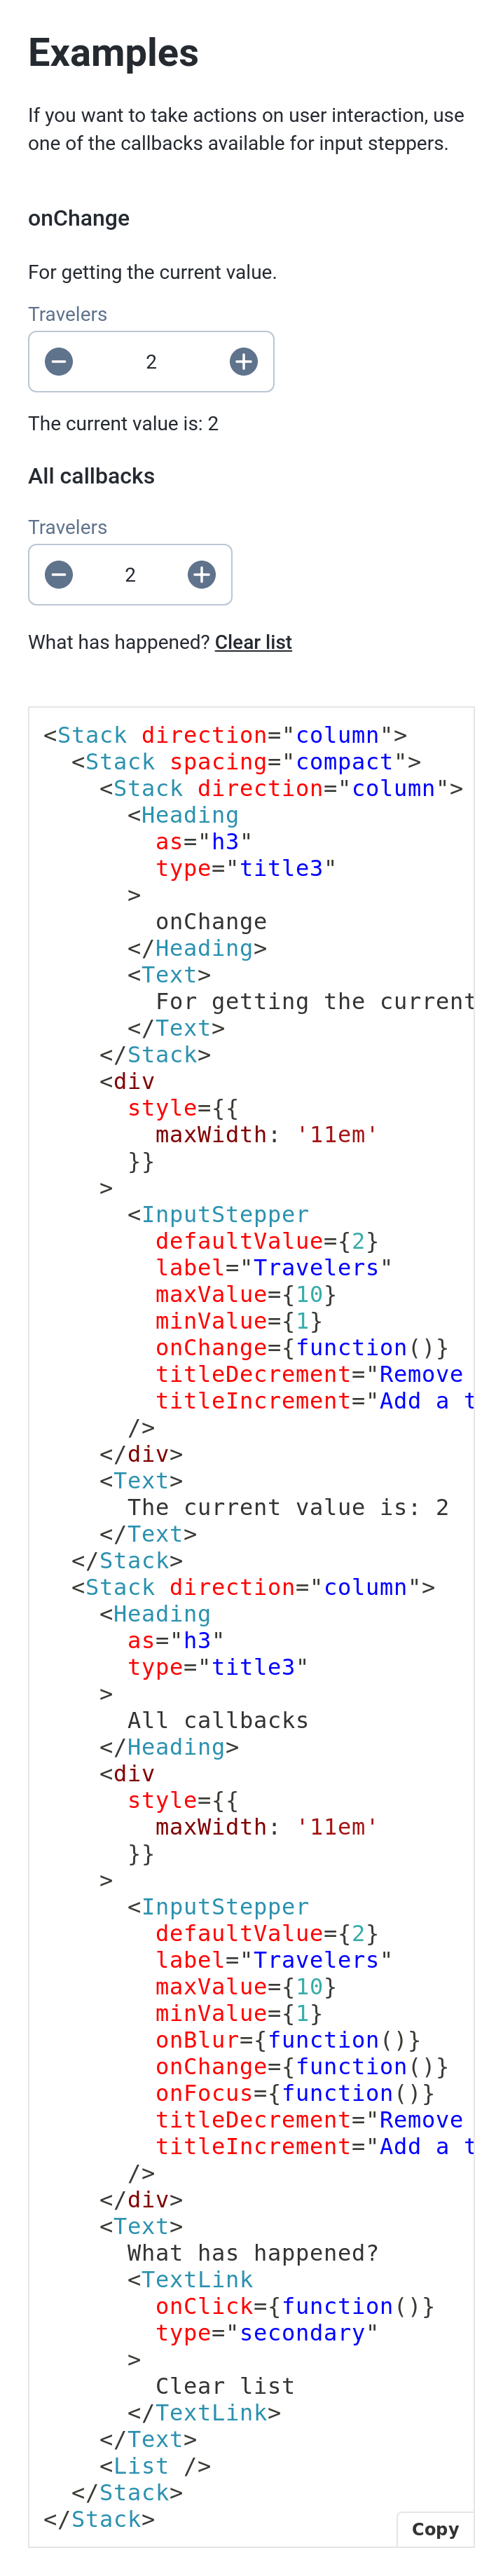 Examples
If you want to take actions on user interaction, use
one of the callbacks available for input steppers.
onChange
For getting the current value.
Travelers
2
The current value is: 2
All callbacks
Travelers
2
What has happened? Clear list
<Stack direction="column">
  <Stack spacing="compact">
    <Stack direction="column">
      <Heading
        as="h3"
        type="title3"
      >
        onChange
      </Heading>
      <Text>
        For getting the current
      </Text>
    </Stack>
    <div
      style={{
        maxWidth: '11em'
      }}
    >
      <InputStepper
        defaultValue={2}
        label="Travelers"
        maxValue={10}
        minValue={1}
        onChange={function()}
        titleDecrement="Remove
        titleIncrement="Add a t
      />
    </div>
    <Text>
      The current value is: 2
    </Text>
  </Stack>
  <Stack direction="column">
    <Heading
      as="h3"
      type="title3"
    >
      All callbacks
    </Heading>
    <div
      style={{
        maxWidth: '11em'
      }}
    >
      <InputStepper
        defaultValue={2}
        label="Travelers"
        maxValue={10}
        minValue={1}
        onBlur={function()}
        onChange={function()}
        onFocus={function()}
        titleDecrement="Remove
        titleIncrement="Add a t
      />
    </div>
    <Text>
      What has happened?
      <TextLink
        onClick={function()}
        type="secondary"
      >
        Clear list
      </TextLink>
    </Text>
    <List />
  </Stack>
</Stack>
Copy